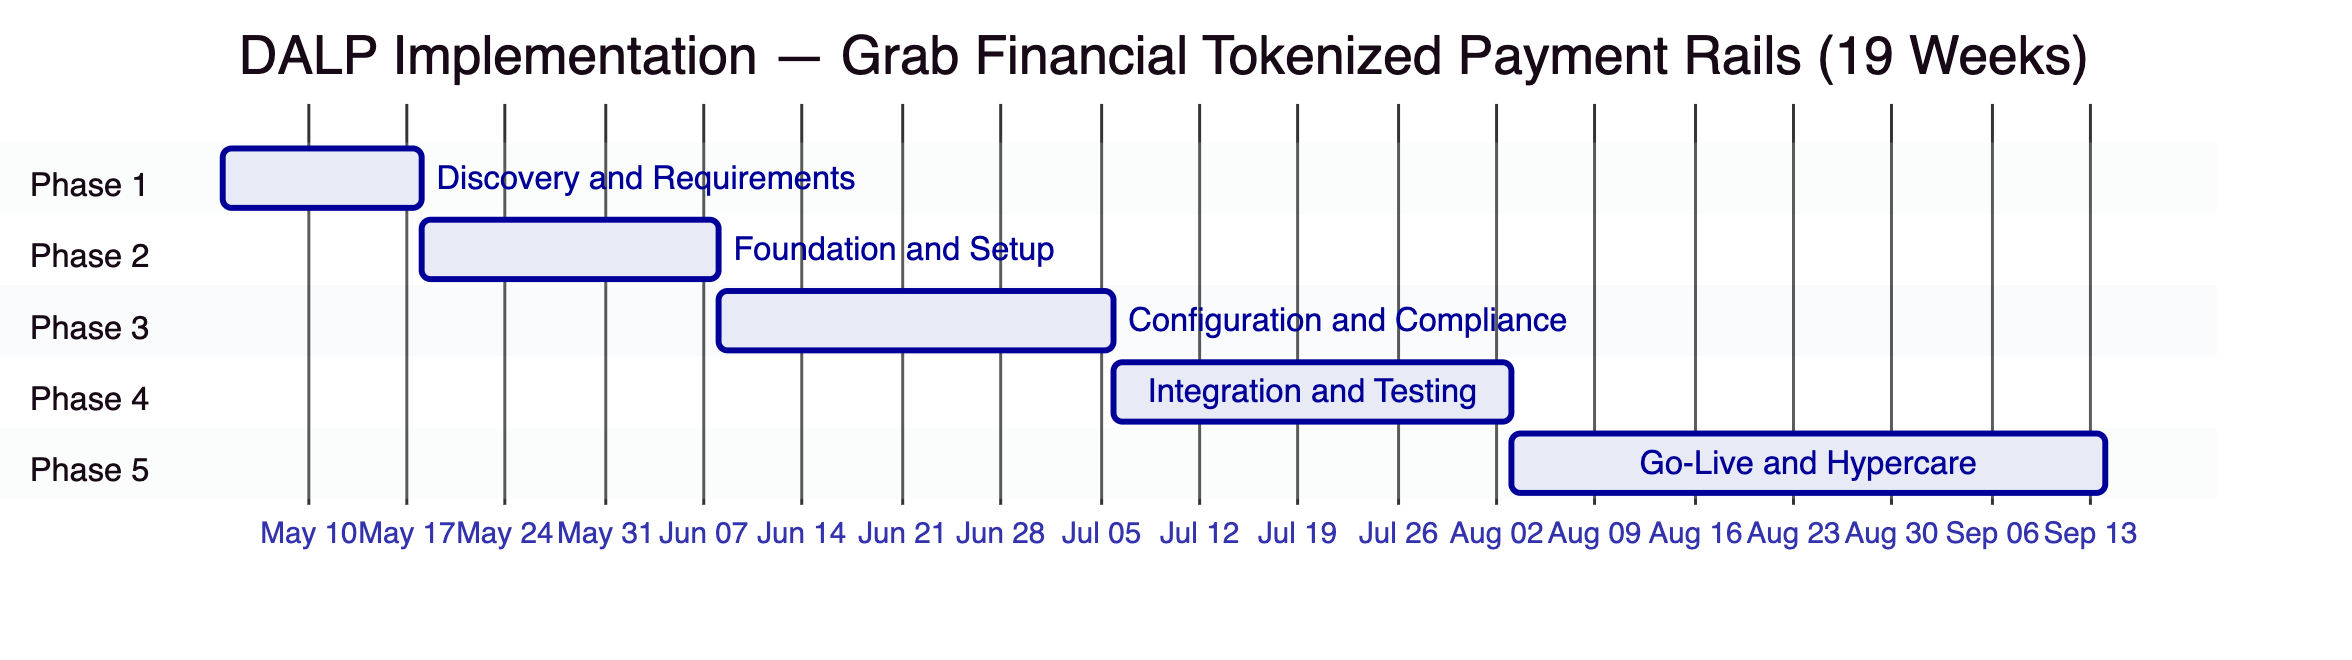 DALP Implementation — Grab Financial Tokenized Payment Rails (19 Weeks)
Phase 1
Discovery and Requirements
Phase 2
Foundation and Setup
Phase 3
Configuration and Compliance
Phase 4
Integration and Testing
Phase 5
Go-Live and Hypercare
May 10 May 17 May 24 May 31 Jun 07 Jun 14 Jun 21 Jun 28 Jul 05 Jul 12 Jul 19 Jul 26 Aug 02 Aug 09 Aug 16 Aug 23 Aug 30 Sep 06 Sep 13